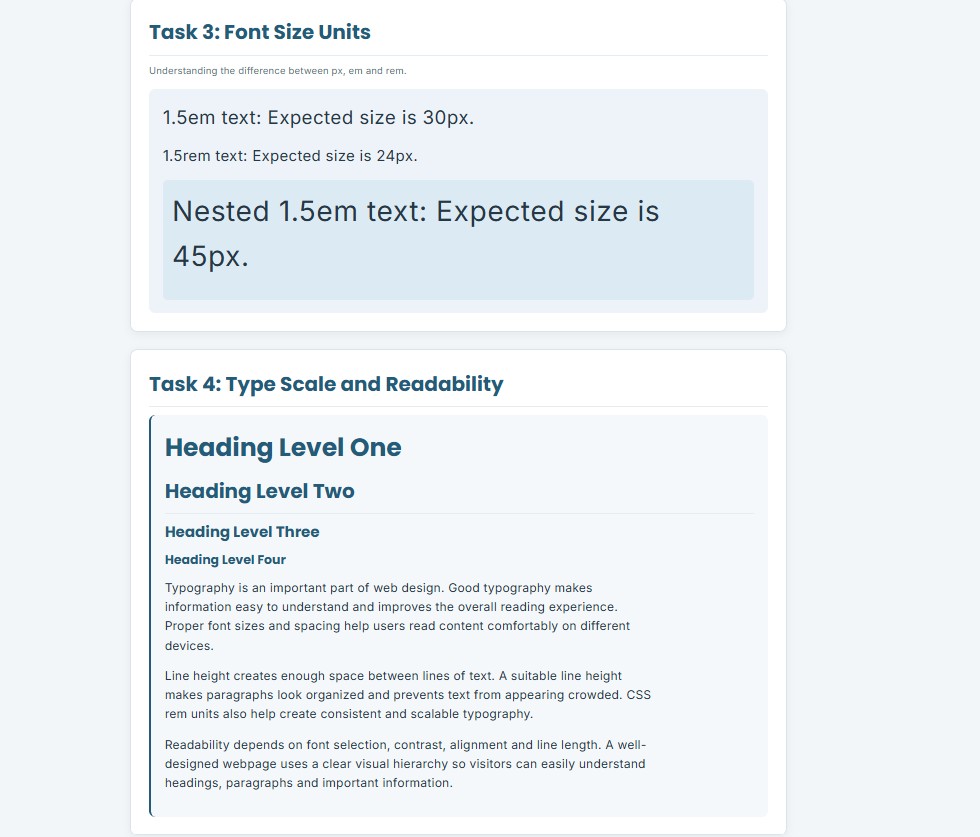 Task 3: Font Size Units
Understanding the difference between px, em and rem.
1.5em text: Expected size is 30px.
1.5rem text: Expected size is 24px.
Nested 1.5em text: Expected size is
45px.
Task 4: Type Scale and Readability
Heading Level One
Heading Level Two
Heading Level Three
Heading Level Four
Typography is an important part of web design. Good typography makes
information easy to understand and improves the overall reading experience.
Proper font sizes and spacing help users read content comfortably on different
devices.
Line height creates enough space between lines of text. A suitable line height
makes paragraphs look organized and prevents text from appearing crowded. CSS
rem units also help create consistent and scalable typography.
Readability depends on font selection, contrast, alignment and line length. A well-
designed webpage uses a clear visual hierarchy so visitors can easily understand
headings, paragraphs and important information.